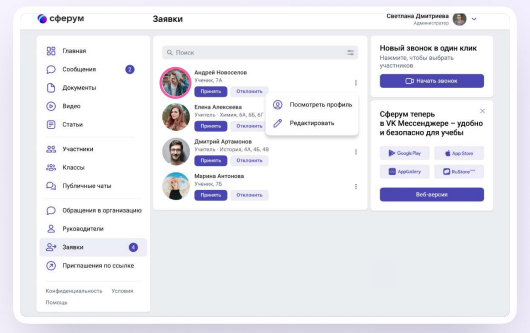 сферум
Заявки
Светлана Дмитриева
Администратор
Главная
Сообщения 2
Документы
Видео
Статьи
Участники
Классы
Публичные чаты
Обращения в организацию
Руководители
Заявки 4
Приглашения по ссылке
Конфиденциальность Условия
Помощь
Поиск
Андрей Новоселов
Ученик, 7А
Принять Отклонить
Елена Алексеева
Учитель · Химия, 6А, 6Б, 6Г
Принять Отклонить
Посмотреть профиль
Редактировать
Дмитрий Артамонов
Учитель · История, 4А, 4Б, 4В
Принять Отклонить
Марина Антонова
Ученик, 7Б
Принять Отклонить
Новый звонок в один клик
Нажмите, чтобы выбрать
участников
Начать звонок
Сферум теперь
в VK Мессенджере – удобно
и безопасно для учебы
Google Play
App Store
AppGallery
RuStore
Веб-версия